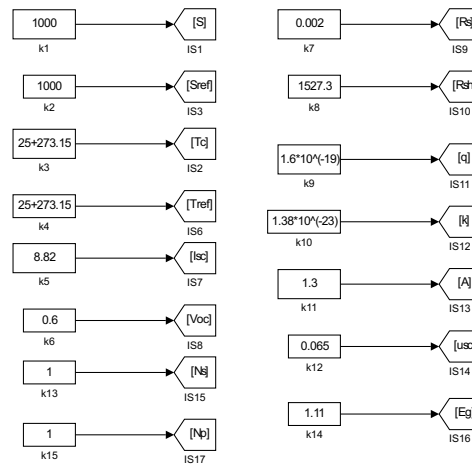 1000
[S]
k1
IS1
1000
[Sref]
k2
IS3
25+273.15
[Tc]
k3
IS2
25+273.15
[Tref]
k4
IS6
8.82
[Isc]
k5
IS7
0.6
[Voc]
k6
IS8
1
[Ns]
k13
IS15
1
[Np]
k15
IS17
0.002
[Rs]
k7
IS9
1527.3
[Rsh
k8
IS10
1.6*10^(-19)
[q]
k9
IS11
1.38*10^(-23)
[k]
k10
IS12
1.3
[A]
k11
IS13
0.065
[usc
k12
IS14
1.11
[Eg]
k14
IS16